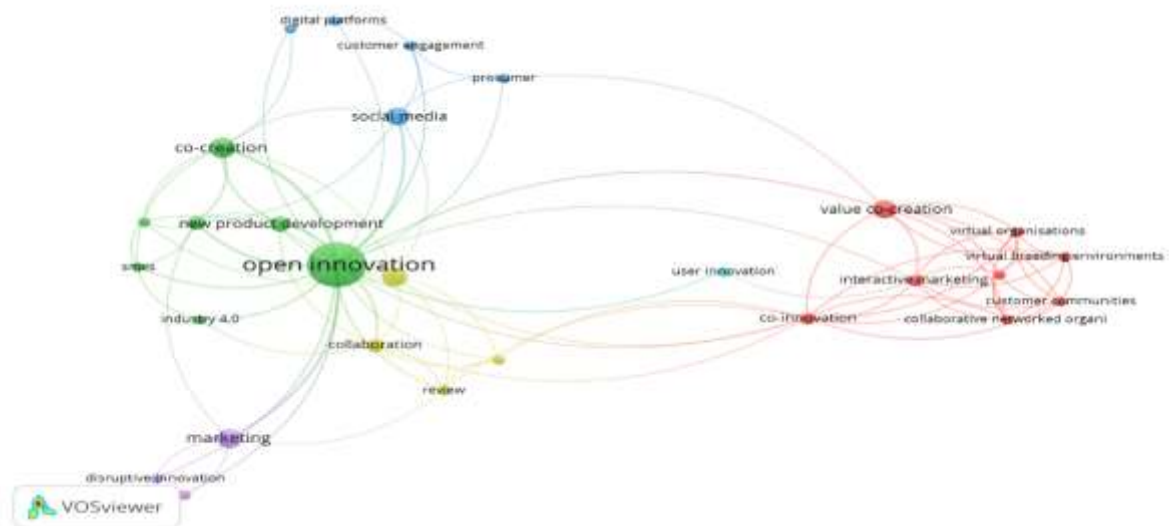 digital platforms
customer engagement
prosumer
social media
co-creation
value co-creation
new product development
virtual organisations
open innovation
virtual breeding environments
smes
user innovation
interactive marketing
customer communities
industry 4.0
co-innovation
collaborative networked organi
collaboration
review
marketing
disruptive innovation
VOSviewer